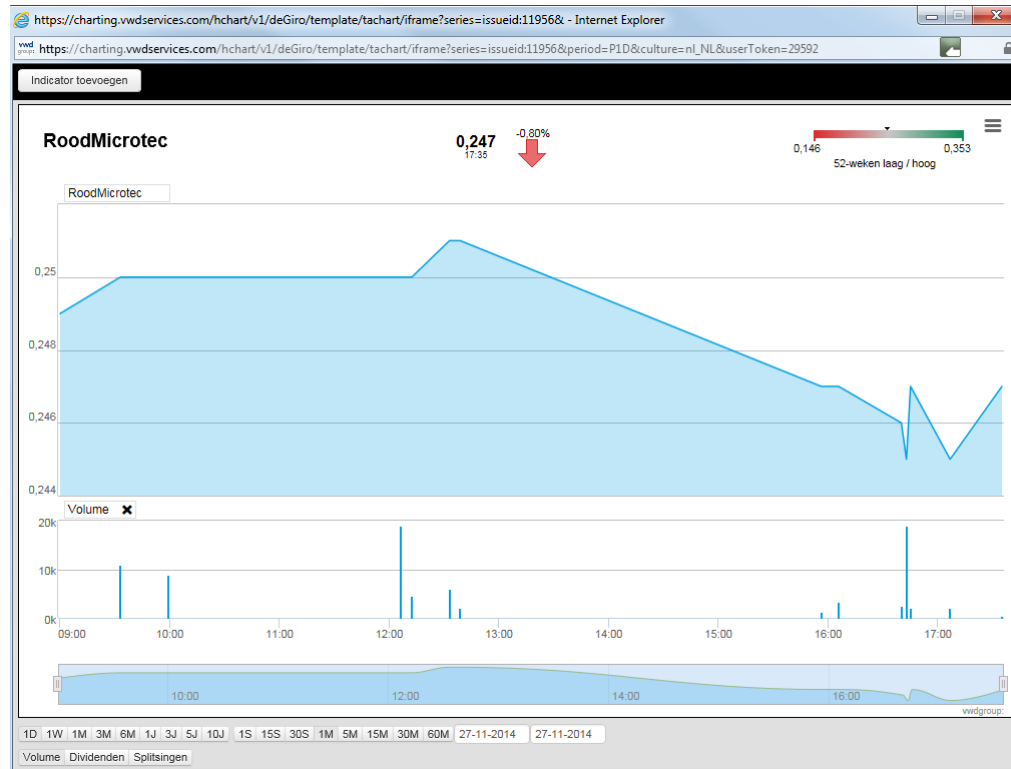 https://charting.vwdservices.com/hchart/v1/deGiro/template/tachart/iframe?series=issueid:11956& - Internet Explorer
vwd group: https://charting.vwdservices.com/hchart/v1/deGiro/template/tachart/iframe?series=issueid:11956&period=P1D&culture=nl_NL&userToken=29592
Indicator toevoegen
RoodMicrotec
0,247
17:35
-0,80%
0,146 0,353
52-weken laag / hoog
RoodMicrotec
0,25
0,248
0,246
0,244
Volume
20k
10k
0k
09:00 10:00 11:00 12:00 13:00 14:00 15:00 16:00 17:00
10:00 12:00 14:00 16:00
vwdgroup:
1D 1W 1M 3M 6M 1J 3J 5J 10J 1S 15S 30S 1M 5M 15M 30M 60M 27-11-2014 27-11-2014
Volume Dividenden Splitsingen